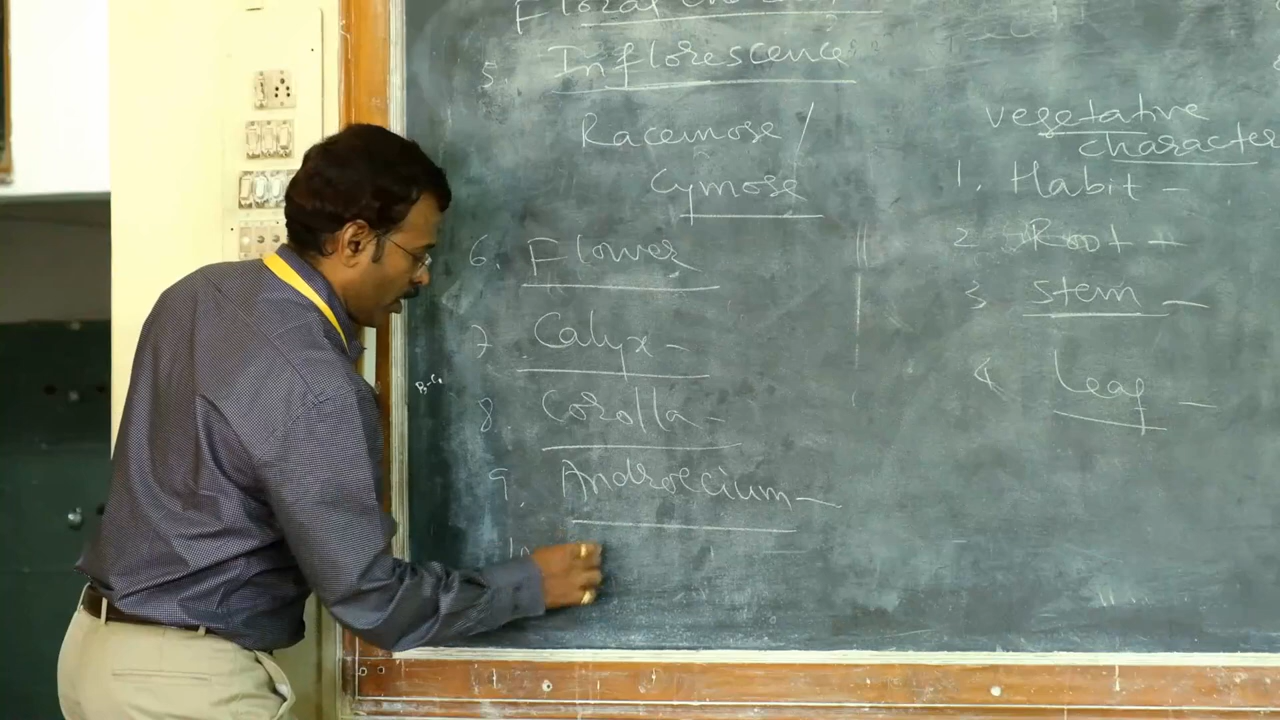 Floral
5. Inflorescence
Racemose /
Cymose
6. Flower
7 Calyx -
8 Corolla -
9. Androecium -
vegetative
character
1. Habit -
2 Root -
3 Stem -
4 Leaf -